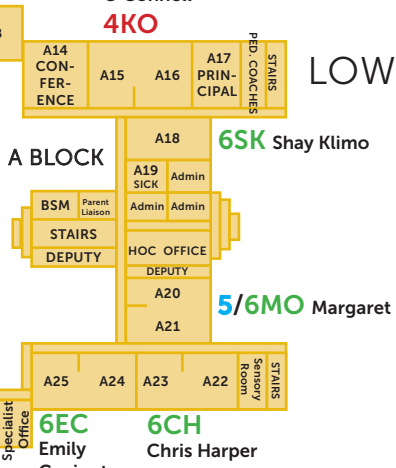 4KO
A14
CON-
FER-
ENCE
A15
A16
A17
PRIN-
CIPAL
PED. COACHES
STAIRS
LOW
A BLOCK
A18
6SK Shay Klimo
A19
SICK
Admin
Admin
Admin
BSM
Parent
Liaison
STAIRS
DEPUTY
HOC OFFICE
DEPUTY
A20
A21
5/6MO Margaret
A25
A24
A23
A22
Sensory
Room
STAIRS
Specialist
Office
6EC
Emily
6CH
Chris Harper